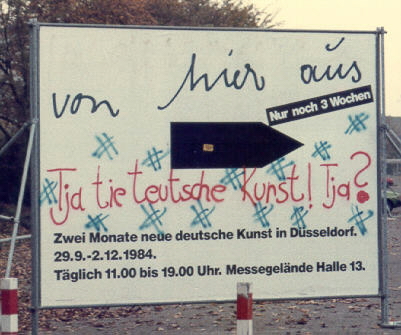 von hier aus
Nur noch 3 Wochen
Tja tie teutsche Kunst! Tja?
Zwei Monate neue deutsche Kunst in Düsseldorf.
29.9.-2.12.1984.
Täglich 11.00 bis 19.00 Uhr. Messegelände Halle 13.